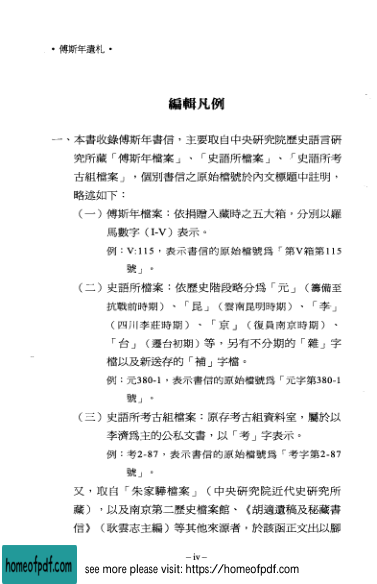 • 傅斯年遺札 •
編輯凡例
一、本書收錄傅斯年書信，主要取自中央研究院歷史語言研
究所藏「傅斯年檔案」、「史語所檔案」、「史語所考
古組檔案」，個別書信之原始檔號於內文標題中註明，
略述如下：
（一）傅斯年檔案：依捐贈入藏時之五大箱，分別以羅
馬數字（I-V）表示。
例：V:115，表示書信的原始檔號爲「第V箱第115
號」。
（二）史語所檔案：依歷史階段略分爲「元」（籌備至
抗戰前時期）、「昆」（雲南昆明時期）、「李」
（四川李莊時期）、「京」（復員南京時期）、
「台」（遷台初期）等，另有不分期的「雜」字
檔以及新送存的「補」字檔。
例：元380-1，表示書信的原始檔號爲「元字第380-1
號」。
（三）史語所考古組檔案：原存考古組資料室，屬於以
李濟爲主的公私文書，以「考」字表示。
例：考2-87，表示書信的原始檔號爲「考字第2-87
號」。
又，取自「朱家驊檔案」（中央研究院近代史研究所
藏），以及南京第二歷史檔案館、《胡適遺稿及秘藏書
信》（耿雲志主編）等其他來源者，於該函正文出以腳
– iv –
homeofpdf.com
see more please visit: https://homeofpdf.com